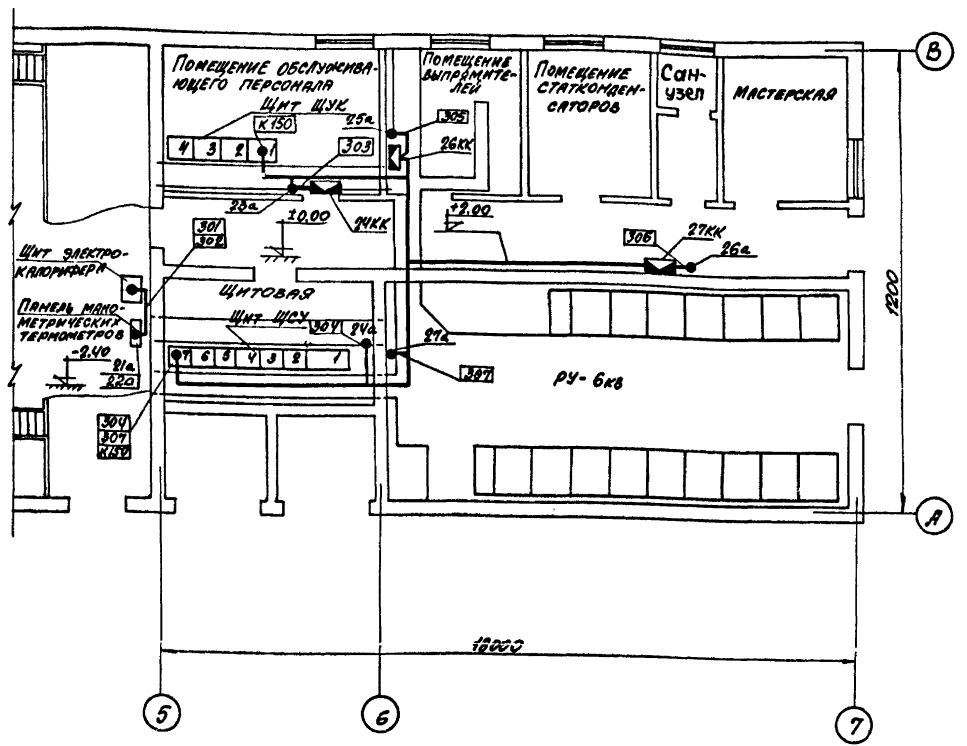 В
Помещение обслужива-
ющего персонала
Помещение
выпрямите-
лей
Помещение
статконден-
саторов
Сан-
узел
Мастерская
Щит ЩУК
К150
25а
305
26КК
4 3 2 1
303
23а
±0.00
24КК
+2.00
301
302
306
27КК
26а
Щит электро-
калорифера
Щитовая
7200
Панель мано-
метрических
термометров
Щит ЩСУ
304
24а
27а
-2.40
21а
22а
7 6 5 4 3 2 1
307
РУ-6кв
304
307
К150
А
18000
5
6
7